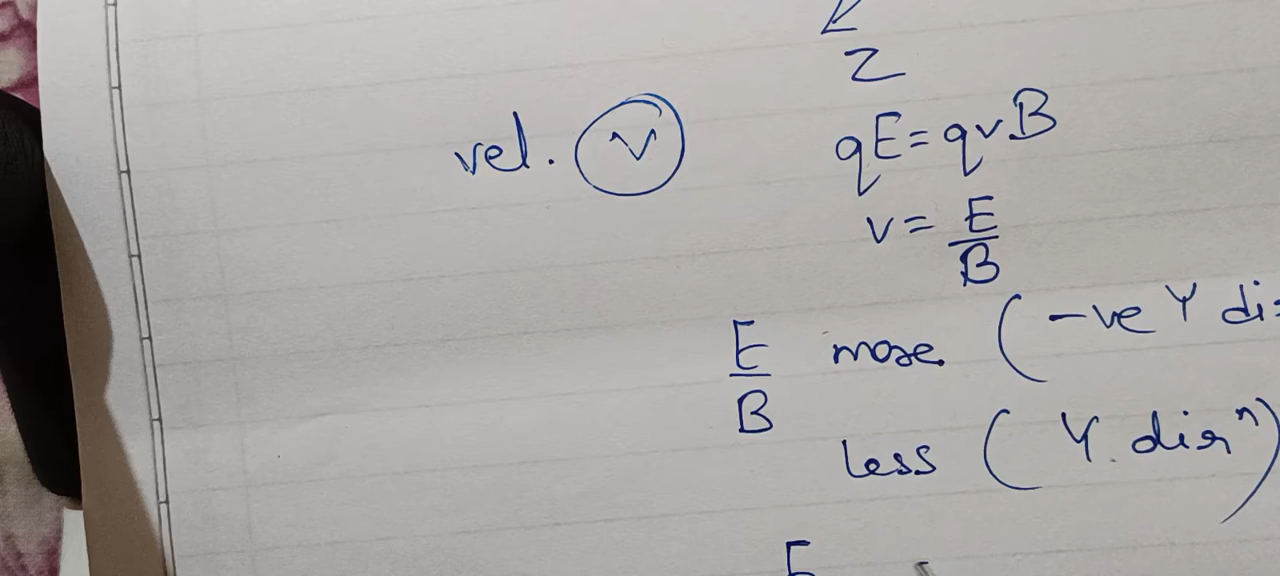 Z
vel. V
qE = qvB
v = E/B
E/B more (-ve Y
less (Y. dirⁿ)
E